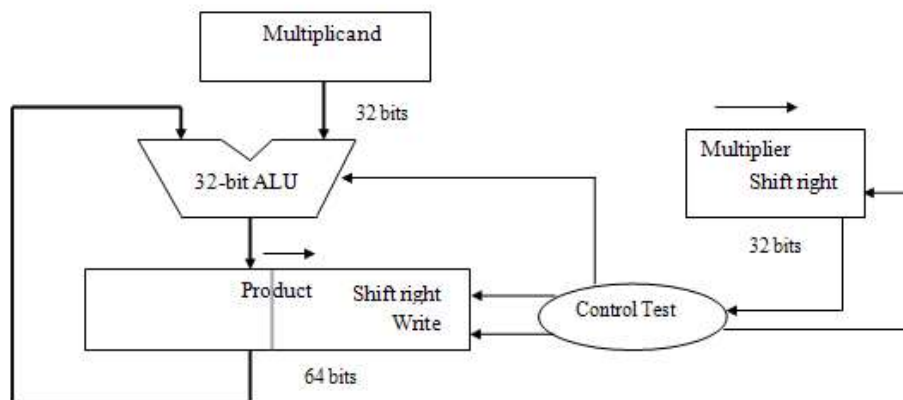 Multiplicand
32 bits
Multiplier
Shift right
32-bit ALU
32 bits
Product
Shift right
Write
Control Test
64 bits